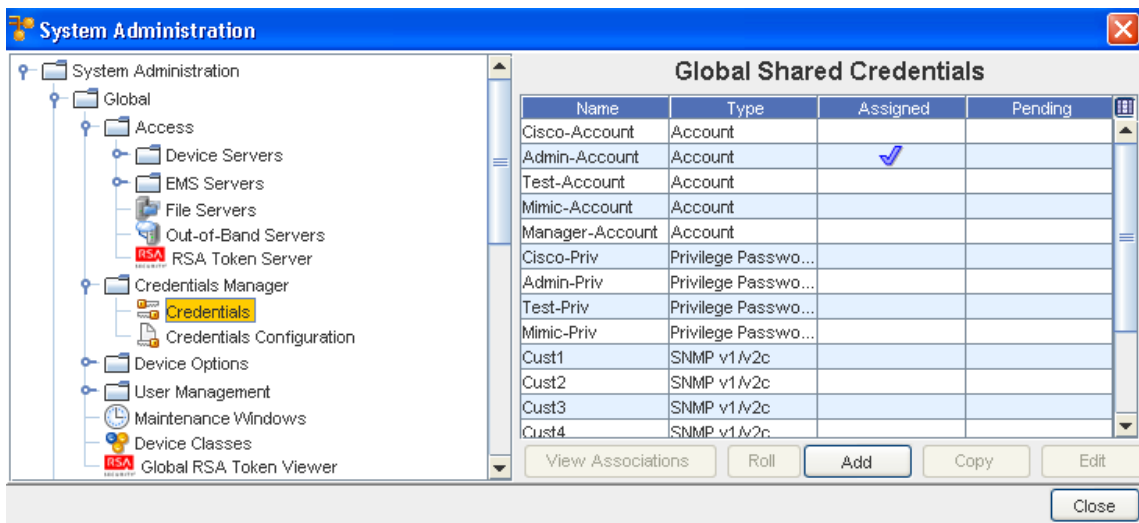 System Administration
System Administration
Global
Access
Device Servers
EMS Servers
File Servers
Out-of-Band Servers
RSA RSA Token Server
Credentials Manager
Credentials
Credentials Configuration
Device Options
User Management
Maintenance Windows
Device Classes
RSA Global RSA Token Viewer
Global Shared Credentials
Name Type Assigned Pending
Cisco-Account Account
Admin-Account Account
Test-Account Account
Mimic-Account Account
Manager-Account Account
Cisco-Priv Privilege Passwo...
Admin-Priv Privilege Passwo...
Test-Priv Privilege Passwo...
Mimic-Priv Privilege Passwo...
Cust1 SNMP v1/v2c
Cust2 SNMP v1/v2c
Cust3 SNMP v1/v2c
Cust4 SNMP v1/v2c
View Associations Roll Add Copy Edit
Close